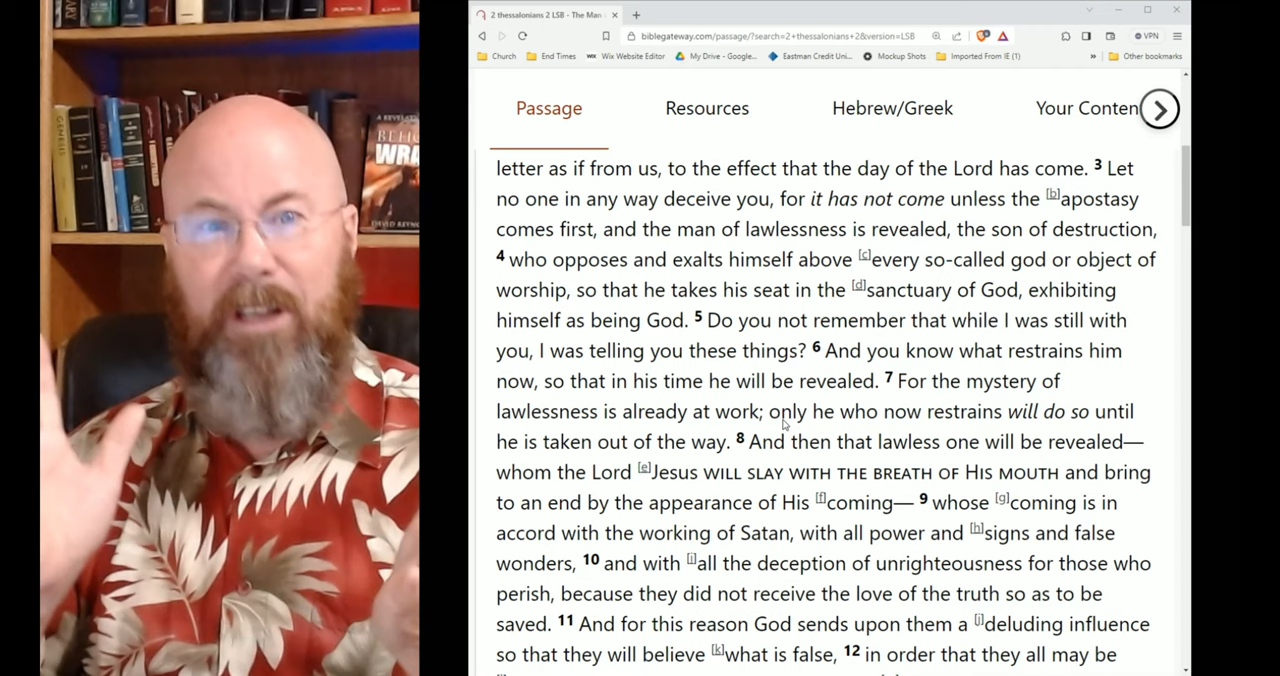 2 thessalonians 2 LSB - The Man
biblegateway.com/passage/?search=2+thessalonians+2&version=LSB
VPN
Church End Times WIX Wix Website Editor My Drive - Google... Eastman Credit Uni... Mockup Shots Imported From IE (1) » Other bookmarks
Passage Resources Hebrew/Greek Your Conten
letter as if from us, to the effect that the day of the Lord has come. 3 Let
no one in any way deceive you, for it has not come unless the [b]apostasy
comes first, and the man of lawlessness is revealed, the son of destruction,
4 who opposes and exalts himself above [c]every so-called god or object of
worship, so that he takes his seat in the [d]sanctuary of God, exhibiting
himself as being God. 5 Do you not remember that while I was still with
you, I was telling you these things? 6 And you know what restrains him
now, so that in his time he will be revealed. 7 For the mystery of
lawlessness is already at work; only he who now restrains will do so until
he is taken out of the way. 8 And then that lawless one will be revealed—
whom the Lord [e]Jesus WILL SLAY WITH THE BREATH OF HIS MOUTH and bring
to an end by the appearance of His [f]coming— 9 whose [g]coming is in
accord with the working of Satan, with all power and [h]signs and false
wonders, 10 and with [i]all the deception of unrighteousness for those who
perish, because they did not receive the love of the truth so as to be
saved. 11 And for this reason God sends upon them a [j]deluding influence
so that they will believe [k]what is false, 12 in order that they all may be
GENESIS
A REVELA
WRA
DAVID REYNO